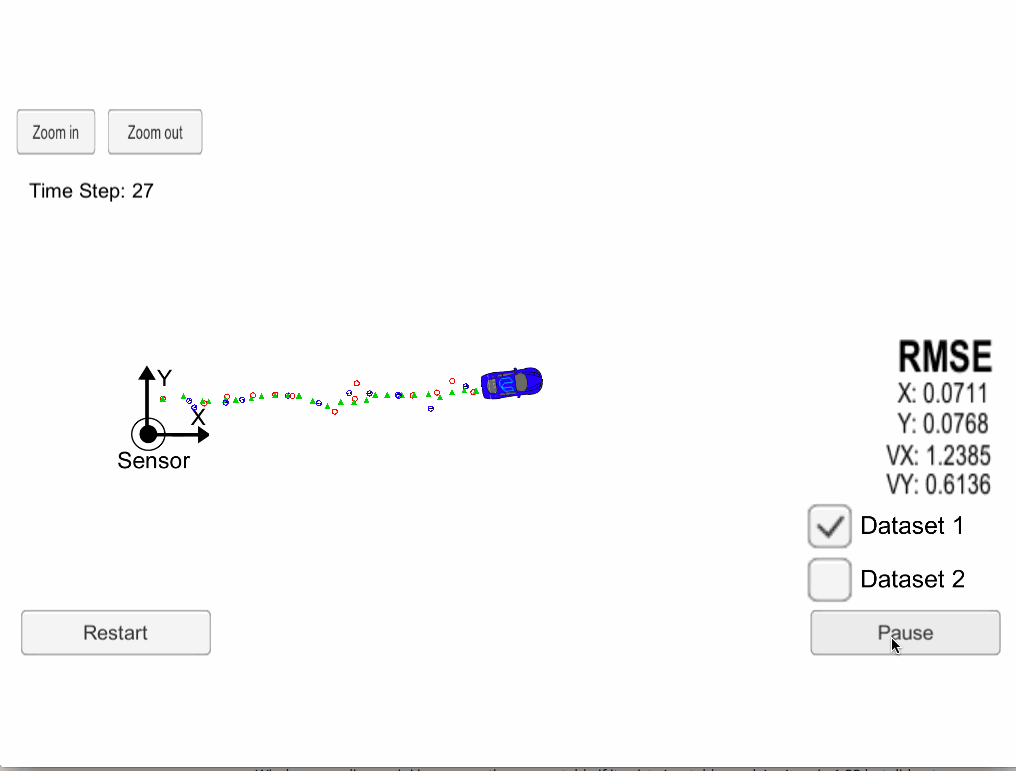 Zoom in
Zoom out
Time Step: 27
Y
X
Sensor
RMSE
X: 0.0711
Y: 0.0768
VX: 1.2385
VY: 0.6136
Dataset 1
Dataset 2
Restart
Pause